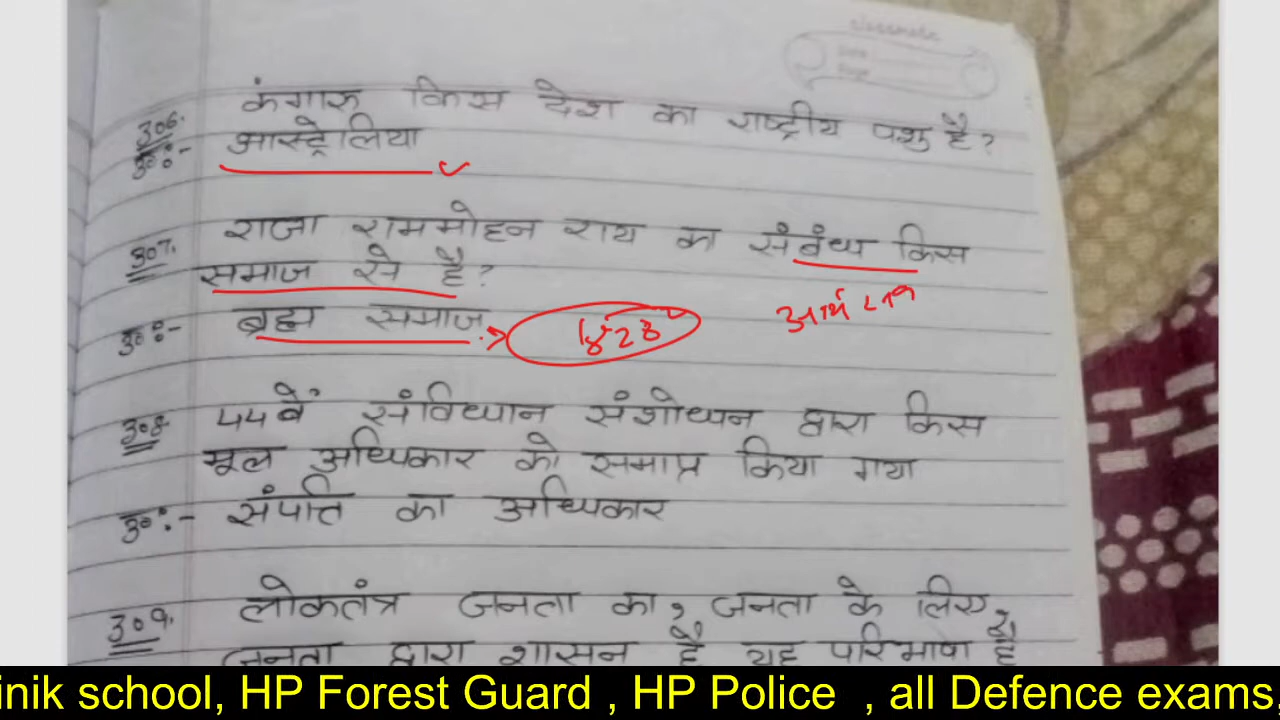 classmate
306. कंगारु किस देश का राष्ट्रीय पशु है?
उ०:- आस्ट्रेलिया
307. राजा राममोहन राय का संबंध किस
समाज से है?
उ०:- ब्रह्म समाज → 1828
308. 44वें संविधान संशोधन द्वारा किस
मूल अधिकार को समाप्त किया गया
उ०:- संपत्ति का अधिकार
309. लोकतंत्र जनता का, जनता के लिए,
जनता द्वारा शासन है यह परिभाषा है
inik school, HP Forest Guard , HP Police , all Defence exams,